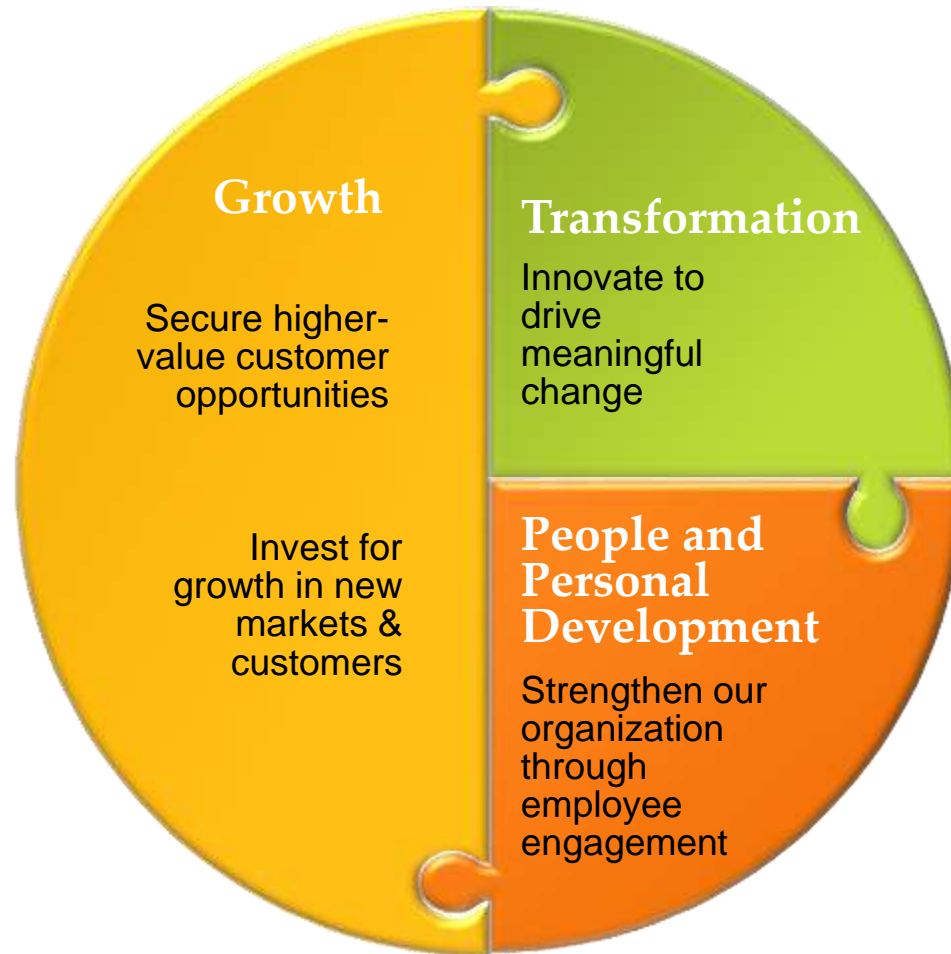 Growth
Secure higher-
value customer
opportunities
Invest for
growth in new
markets &
customers
Transformation
Innovate to
drive
meaningful
change
People and
Personal
Development
Strengthen our
organization
through
employee
engagement